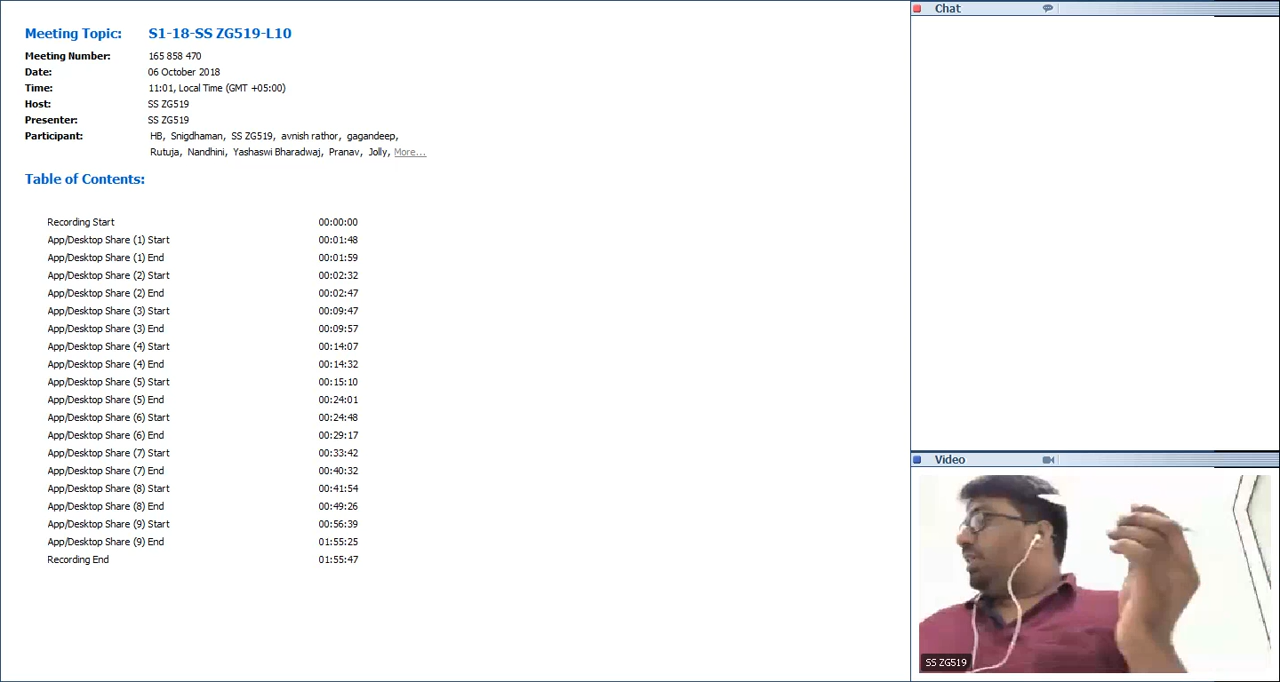 Meeting Topic: S1-18-SS ZG519-L10
Meeting Number: 165 858 470
Date: 06 October 2018
Time: 11:01, Local Time (GMT +05:00)
Host: SS ZG519
Presenter: SS ZG519
Participant: HB, Snigdhaman, SS ZG519, avnish rathor, gagandeep,
Rutuja, Nandhini, Yashaswi Bharadwaj, Pranav, Jolly, More...
Table of Contents:
Recording Start 00:00:00
App/Desktop Share (1) Start 00:01:48
App/Desktop Share (1) End 00:01:59
App/Desktop Share (2) Start 00:02:32
App/Desktop Share (2) End 00:02:47
App/Desktop Share (3) Start 00:09:47
App/Desktop Share (3) End 00:09:57
App/Desktop Share (4) Start 00:14:07
App/Desktop Share (4) End 00:14:32
App/Desktop Share (5) Start 00:15:10
App/Desktop Share (5) End 00:24:01
App/Desktop Share (6) Start 00:24:48
App/Desktop Share (6) End 00:29:17
App/Desktop Share (7) Start 00:33:42
App/Desktop Share (7) End 00:40:32
App/Desktop Share (8) Start 00:41:54
App/Desktop Share (8) End 00:49:26
App/Desktop Share (9) Start 00:56:39
App/Desktop Share (9) End 01:55:25
Recording End 01:55:47
Chat
Video
SS ZG519